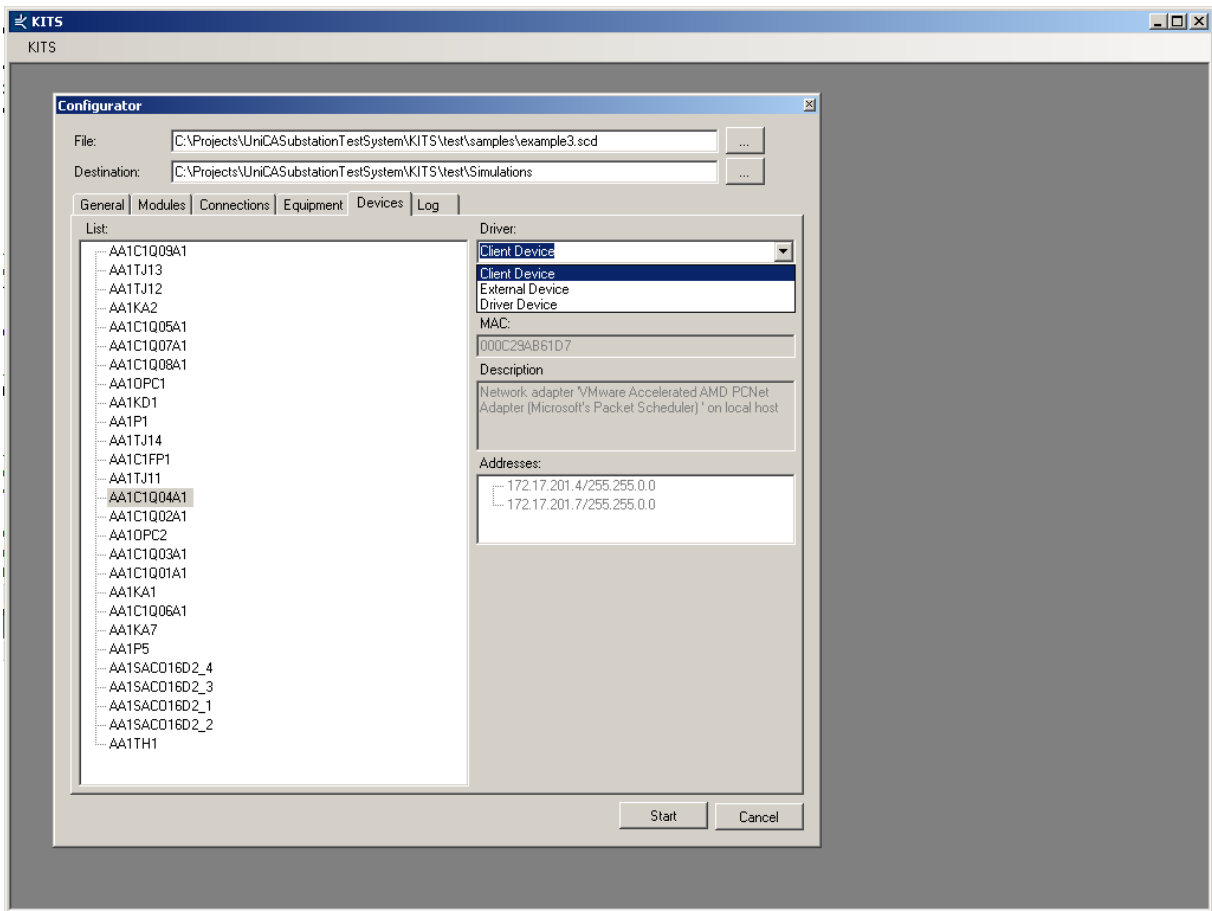 KITS
KITS
Configurator
File: C:\Projects\UniCASubstationTestSystem\KITS\test\samples\example3.scd ...
Destination: C:\Projects\UniCASubstationTestSystem\KITS\test\Simulations ...
General Modules Connections Equipment Devices Log
List:
AA1C1Q09A1
AA1TJ13
AA1TJ12
AA1KA2
AA1C1Q05A1
AA1C1Q07A1
AA1C1Q08A1
AA1OPC1
AA1KD1
AA1P1
AA1TJ14
AA1C1FP1
AA1TJ11
AA1C1Q04A1
AA1C1Q02A1
AA1OPC2
AA1C1Q03A1
AA1C1Q01A1
AA1KA1
AA1C1Q06A1
AA1KA7
AA1P5
AA1SACO16D2_4
AA1SACO16D2_3
AA1SACO16D2_1
AA1SACO16D2_2
AA1TH1
Driver:
Client Device
Client Device
External Device
Driver Device
MAC:
000C29AB61D7
Description
Network adapter 'VMware Accelerated AMD PCNet
Adapter (Microsoft's Packet Scheduler) ' on local host
Addresses:
172.17.201.4/255.255.0.0
172.17.201.7/255.255.0.0
Start Cancel